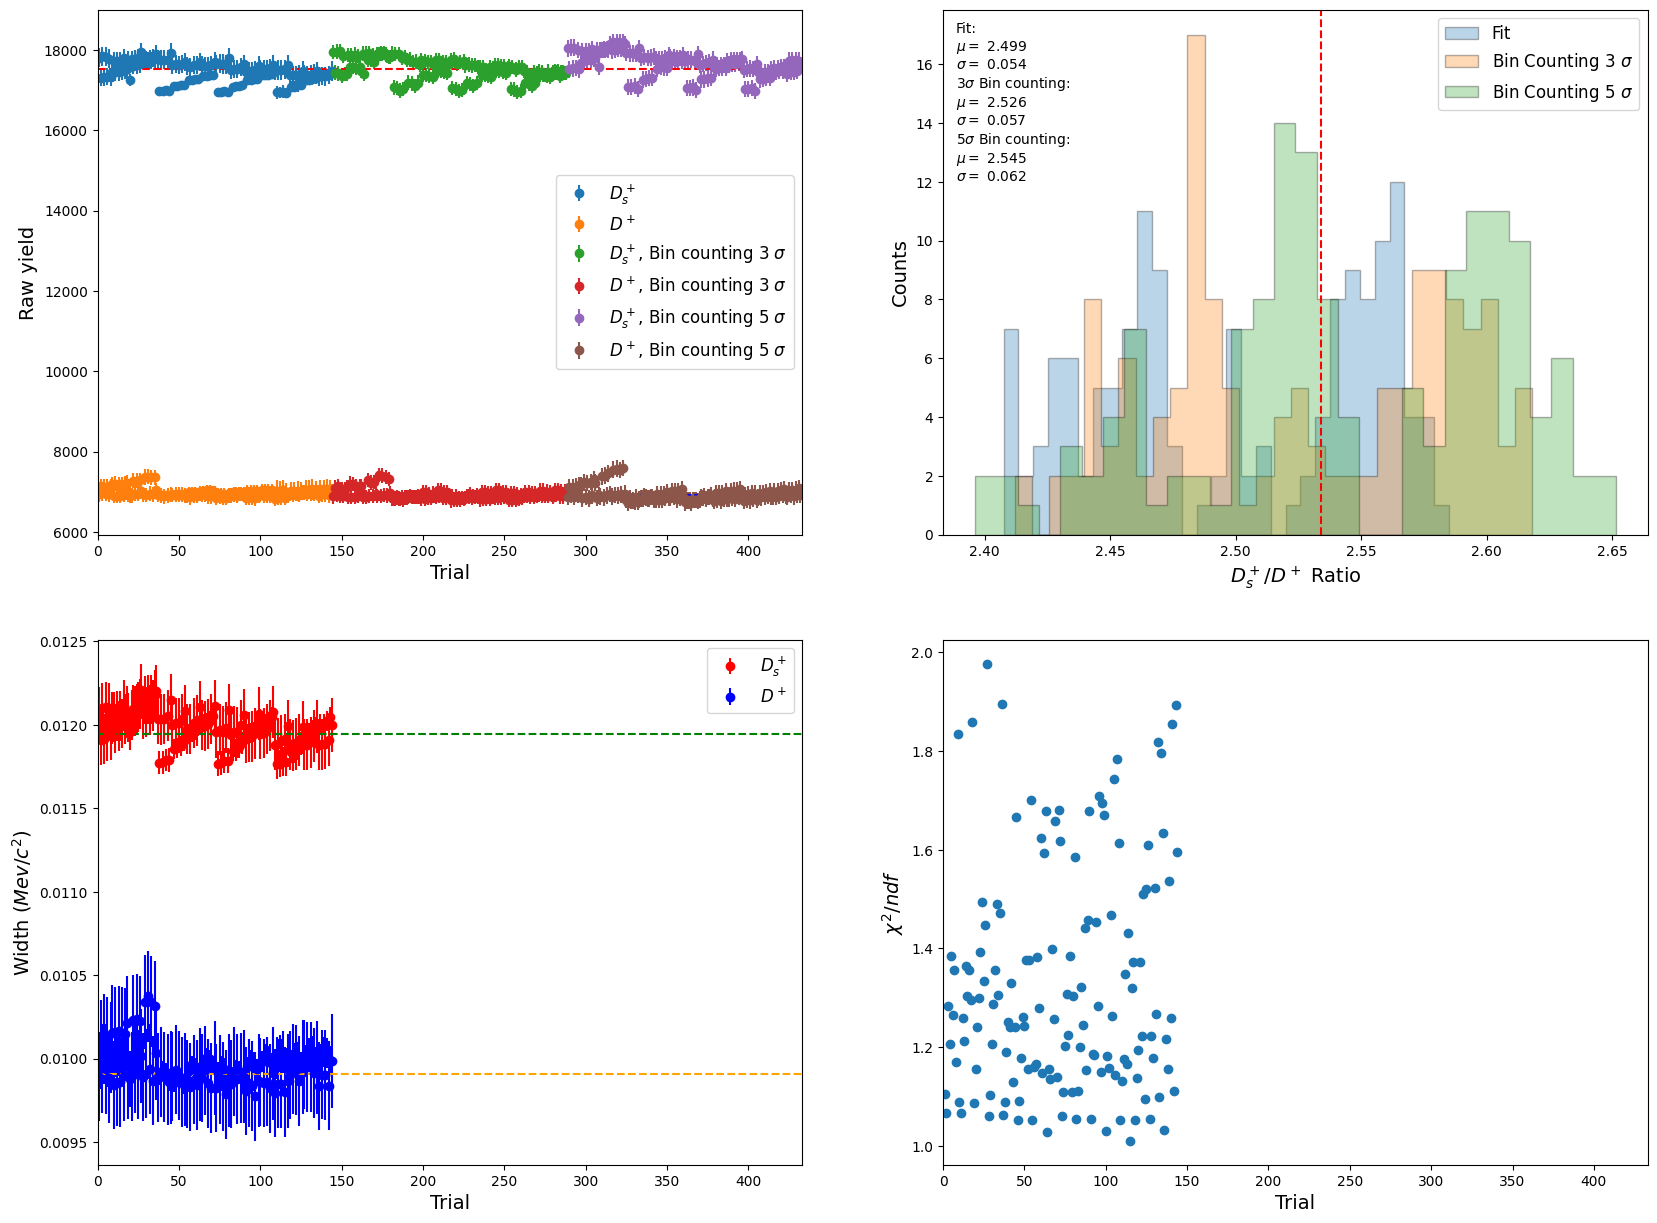 18000
16000
14000
12000
10000
8000
6000
Raw yield
0 50 100 150 200 250 300 350 400
Trial
D_s^+
D^+
D_s^+, Bin counting 3 σ
D^+, Bin counting 3 σ
D_s^+, Bin counting 5 σ
D^+, Bin counting 5 σ
16
14
12
10
8
6
4
2
0
Counts
Fit:
μ = 2.499
σ = 0.054
3σ Bin counting:
μ = 2.526
σ = 0.057
5σ Bin counting:
μ = 2.545
σ = 0.062
Fit
Bin Counting 3 σ
Bin Counting 5 σ
2.40 2.45 2.50 2.55 2.60 2.65
D_s^+/D^+ Ratio
0.0125
0.0120
0.0115
0.0110
0.0105
0.0100
0.0095
Width (Mev/c^2)
D_s^+
D^+
0 50 100 150 200 250 300 350 400
Trial
2.0
1.8
1.6
1.4
1.2
1.0
χ^2/ndf
0 50 100 150 200 250 300 350 400
Trial